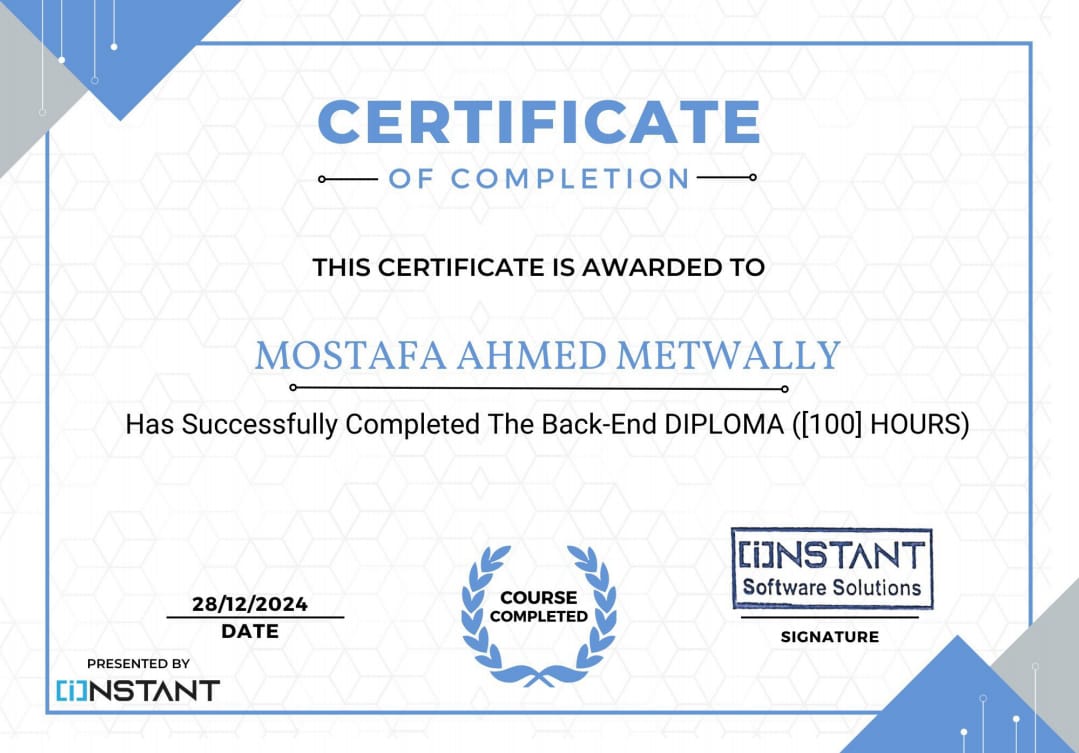 CERTIFICATE
OF COMPLETION
THIS CERTIFICATE IS AWARDED TO
MOSTAFA AHMED METWALLY
Has Successfully Completed The Back-End DIPLOMA ([100] HOURS)
28/12/2024
DATE
COURSE
COMPLETED
[i]NSTANT
Software Solutions
SIGNATURE
PRESENTED BY
[i]NSTANT